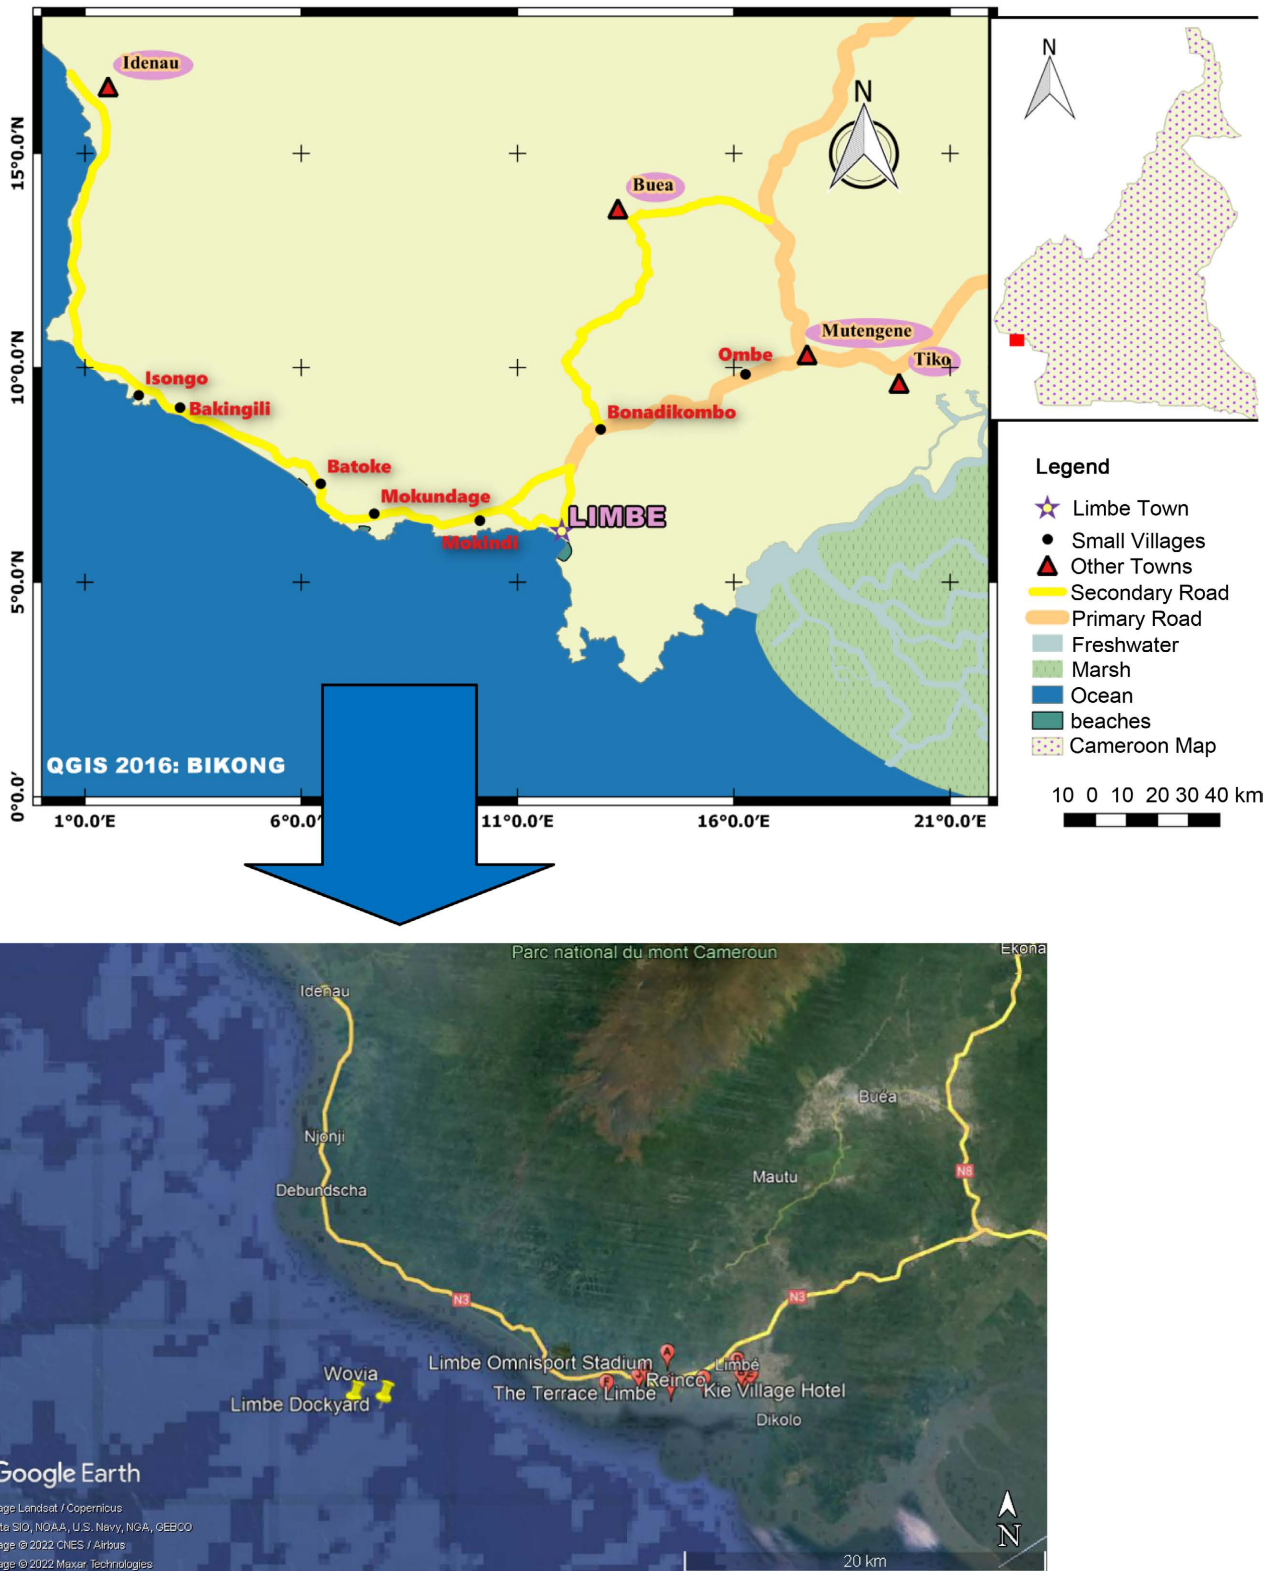 Idenau
N
N
Buea
15°0.0'N
Mutengene
Ombe
Tiko
10°0.0'N
Isongo
Bakingili
Bonadikombo
Batoke
Mokundage
LIMBE
Mokindi
5°0.0'N
QGIS 2016: BIKONG
0°0.0'
1°0.0'E
6°0.0'
11°0.0'E
16°0.0'E
21°0.0'E
Legend
Limbe Town
Small Villages
Other Towns
Secondary Road
Primary Road
Freshwater
Marsh
Ocean
beaches
Cameroon Map
10 0 10 20 30 40 km
Parc national du mont Cameroun
Ekona
Idenau
Buéa
Njonji
N8
Mautu
Debundscha
N3
N3
A
Limbe Omnisport Stadium
Limbé
Wovia
Reinco
The Terrace Limbe
Kie Village Hotel
Limbe Dockyard
F
Dikolo
Google Earth
age Landsat / Copernicus
ta SIO, NOAA, U.S. Navy, NGA, GEBCO
age © 2022 CNES / Airbus
age © 2022 Maxar Technologies
N
20 km